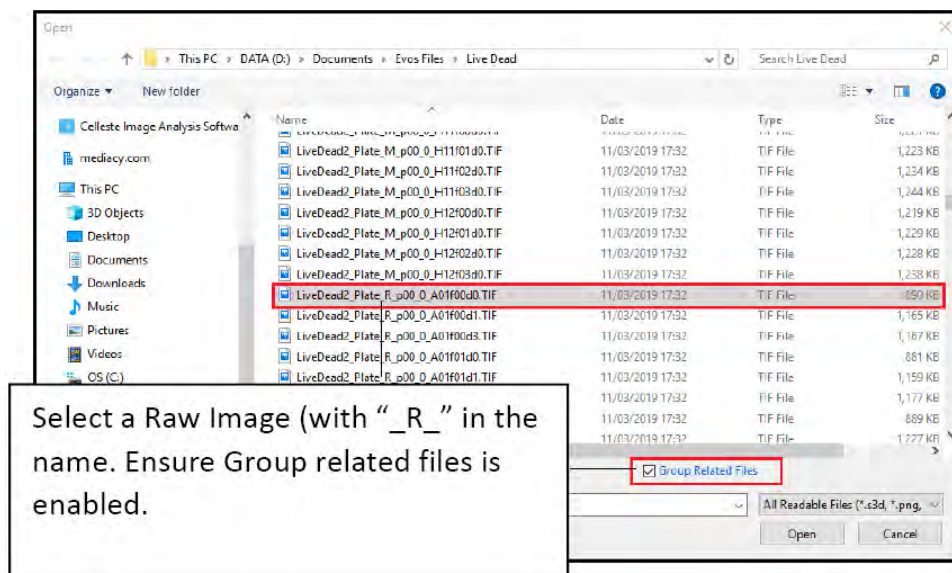 Open
This PC > DATA (D:) > Documents > Evos Files > Live Dead
Search Live Dead
Organize
New folder
Name
Date
Type
Size
Celleste Image Analysis Softwa
mediacy.com
This PC
3D Objects
Desktop
Documents
Downloads
Music
Pictures
Videos
OS (C:)
LiveDead2_Plate_M_p00_0_H11f01d0.TIF 11/03/2019 17:32 TIF File 1,223 KB
LiveDead2_Plate_M_p00_0_H11f02d0.TIF 11/03/2019 17:32 TIF File 1,234 KB
LiveDead2_Plate_M_p00_0_H11f03d0.TIF 11/03/2019 17:32 TIF File 1,244 KB
LiveDead2_Plate_M_p00_0_H12f00d0.TIF 11/03/2019 17:32 TIF File 1,219 KB
LiveDead2_Plate_M_p00_0_H12f01d0.TIF 11/03/2019 17:32 TIF File 1,229 KB
LiveDead2_Plate_M_p00_0_H12f02d0.TIF 11/03/2019 17:32 TIF File 1,228 KB
LiveDead2_Plate_M_p00_0_H12f03d0.TIF 11/03/2019 17:32 TIF File 1,238 KB
LiveDead2_Plate_R_p00_0_A01f00d0.TIF 11/03/2019 17:32 TIF File 890 KB
LiveDead2_Plate_R_p00_0_A01f00d1.TIF 11/03/2019 17:32 TIF File 1,165 KB
LiveDead2_Plate_R_p00_0_A01f00d3.TIF 11/03/2019 17:32 TIF File 1,167 KB
LiveDead2_Plate_R_p00_0_A01f01d0.TIF 11/03/2019 17:32 TIF File 881 KB
LiveDead2_Plate_R_p00_0_A01f01d1.TIF 11/03/2019 17:32 TIF File 1,159 KB
11/03/2019 17:32 TIF File 1,177 KB
11/03/2019 17:32 TIF File 889 KB
11/03/2019 17:32 TIF File 1,227 KB
Select a Raw Image (with “_R_” in the
name. Ensure Group related files is
enabled.
Group Related Files
All Readable Files (*.s3d, *.png,
Open
Cancel